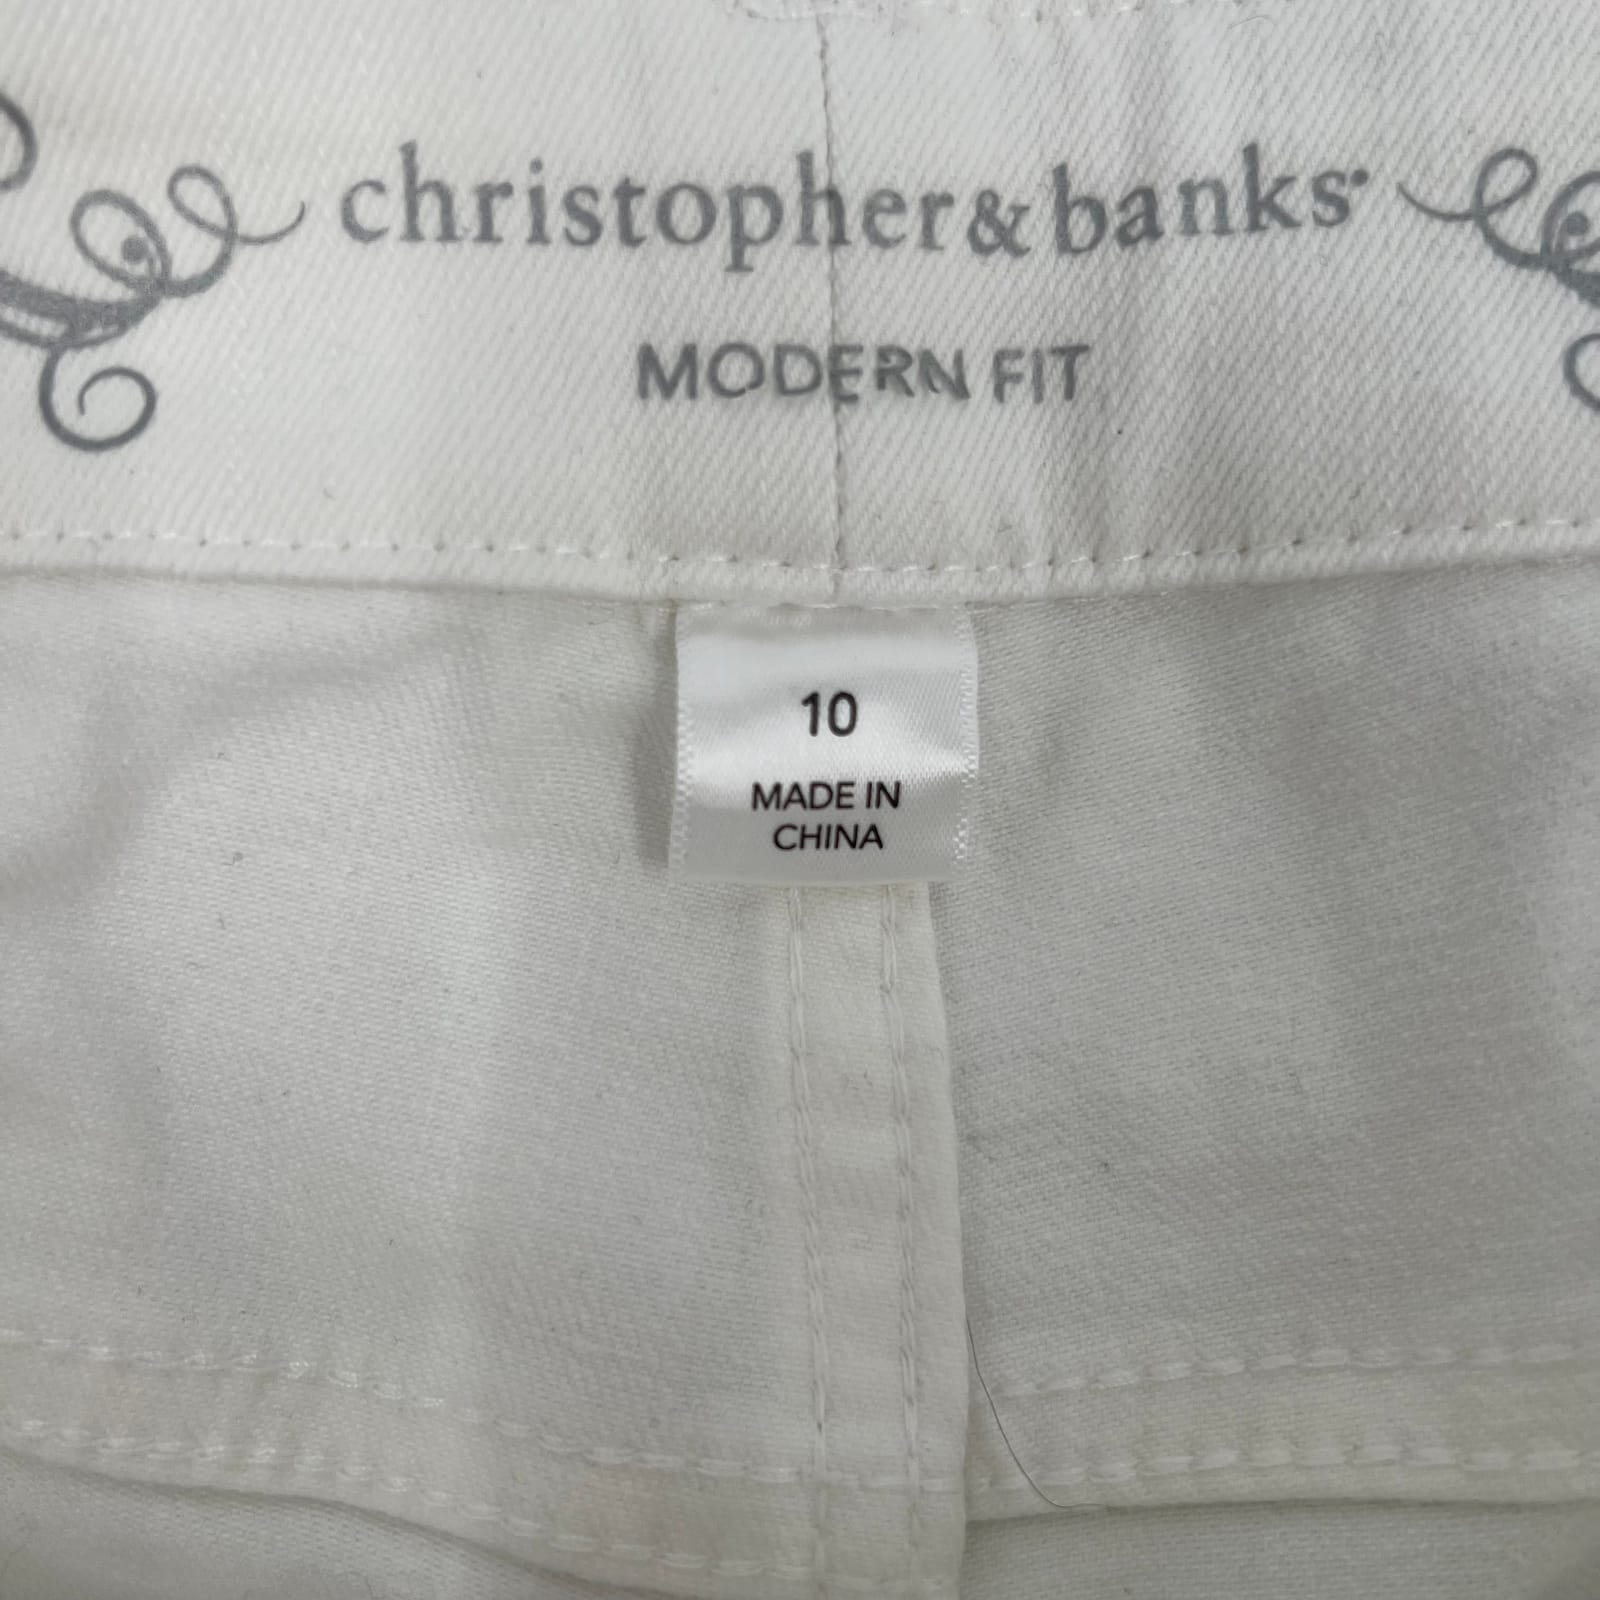 christopher & banks
MODERN FIT
10
MADE IN
CHINA